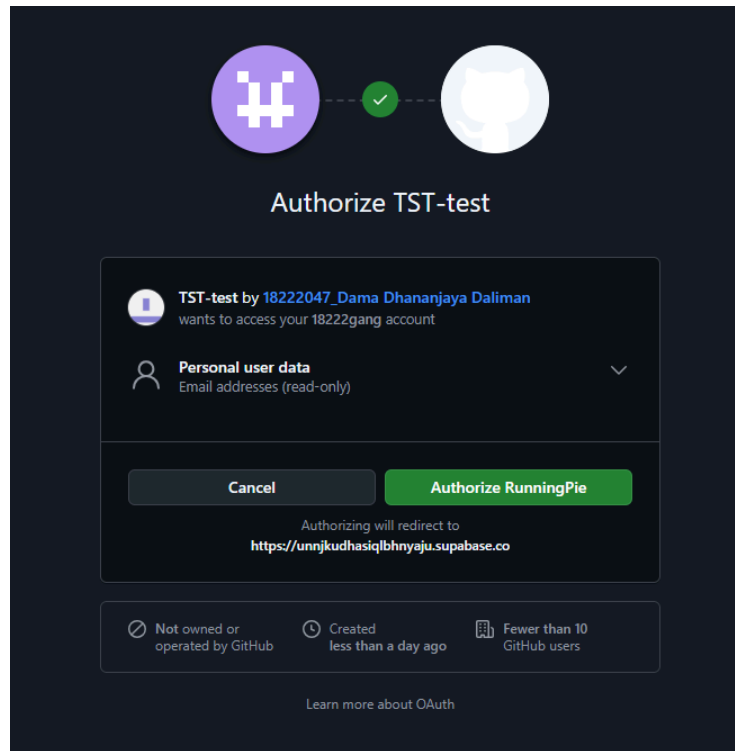 Authorize TST-test
TST-test by 18222047_Dama Dhananjaya Daliman
wants to access your 18222gang account
Personal user data
Email addresses (read-only)
Cancel
Authorize RunningPie
Authorizing will redirect to
https://unnjkudhasiqlbhnyaju.supabase.co
Not owned or
operated by GitHub
Created
less than a day ago
Fewer than 10
GitHub users
Learn more about OAuth